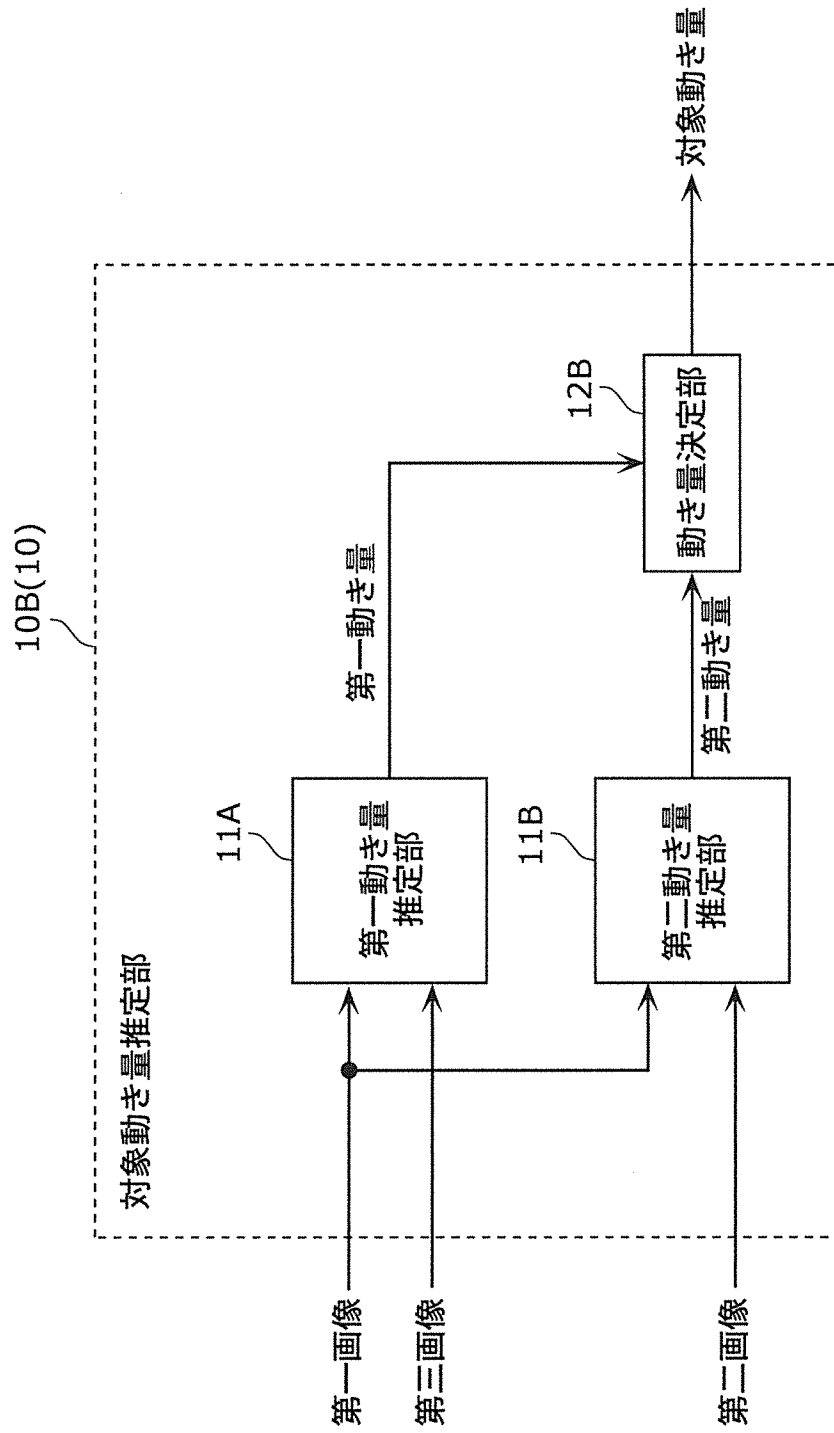 10B(10)
対象動き量推定部
第一画像
第三画像
第二画像
11A
第一動き量
推定部
11B
第二動き量
推定部
第一動き量
第二動き量
12B
動き量決定部
対象動き量